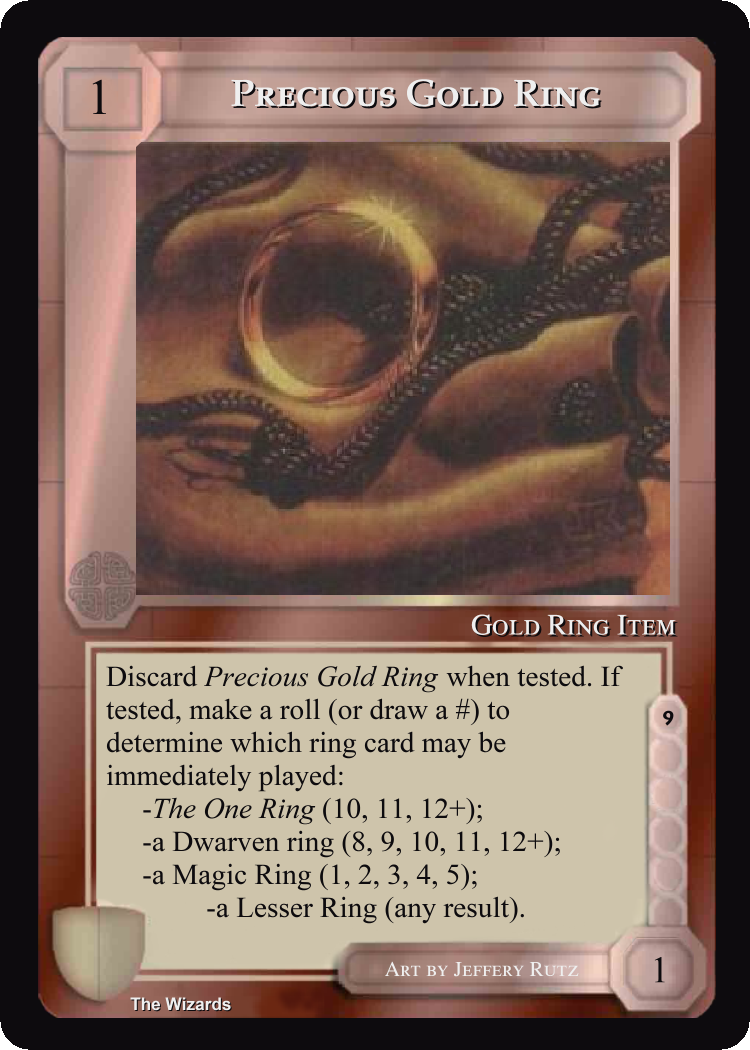 1
Precious Gold Ring
Gold Ring Item
Discard Precious Gold Ring when tested. If
tested, make a roll (or draw a #) to
determine which ring card may be
immediately played:
-The One Ring (10, 11, 12+);
-a Dwarven ring (8, 9, 10, 11, 12+);
-a Magic Ring (1, 2, 3, 4, 5);
-a Lesser Ring (any result).
9
Art by Jeffery Rutz
1
The Wizards